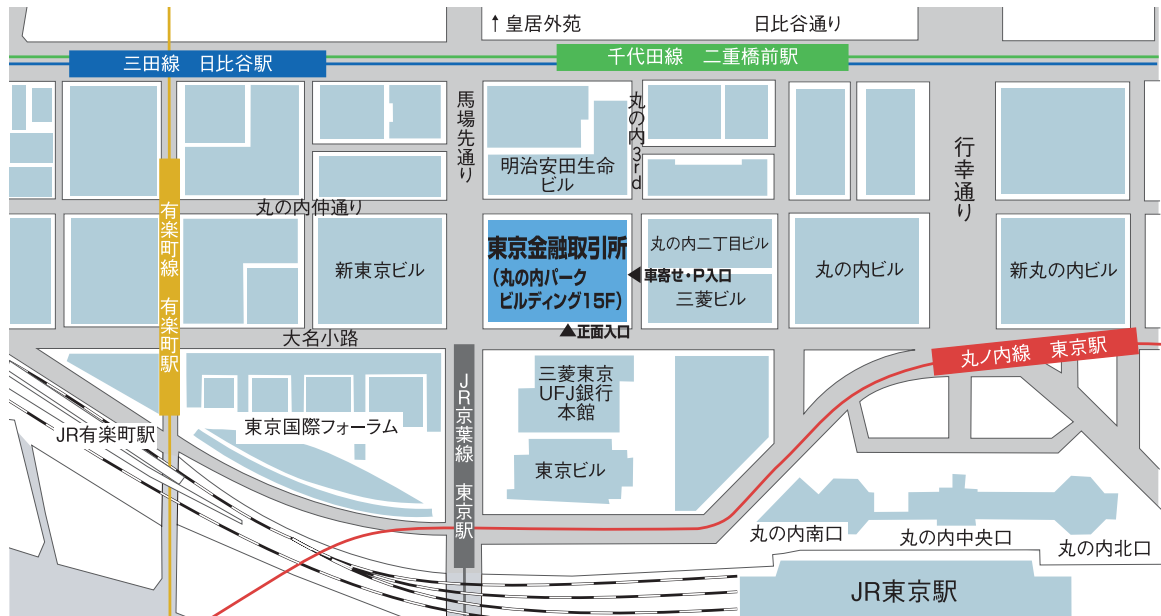 ↑皇居外苑
日比谷通り
三田線 日比谷駅
千代田線 二重橋前駅
馬場先通り
丸の内3rd
行幸通り
明治安田生命
ビル
丸の内仲通り
有楽町線 有楽町駅
新東京ビル
東京金融取引所
(丸の内パーク
ビルディング15F)
丸の内二丁目ビル
◀車寄せ・P入口
三菱ビル
丸の内ビル
新丸の内ビル
▲正面入口
大名小路
丸ノ内線 東京駅
JR京葉線 東京駅
三菱東京
UFJ銀行
本館
東京国際フォーラム
JR有楽町駅
東京ビル
丸の内南口
丸の内中央口
丸の内北口
JR東京駅